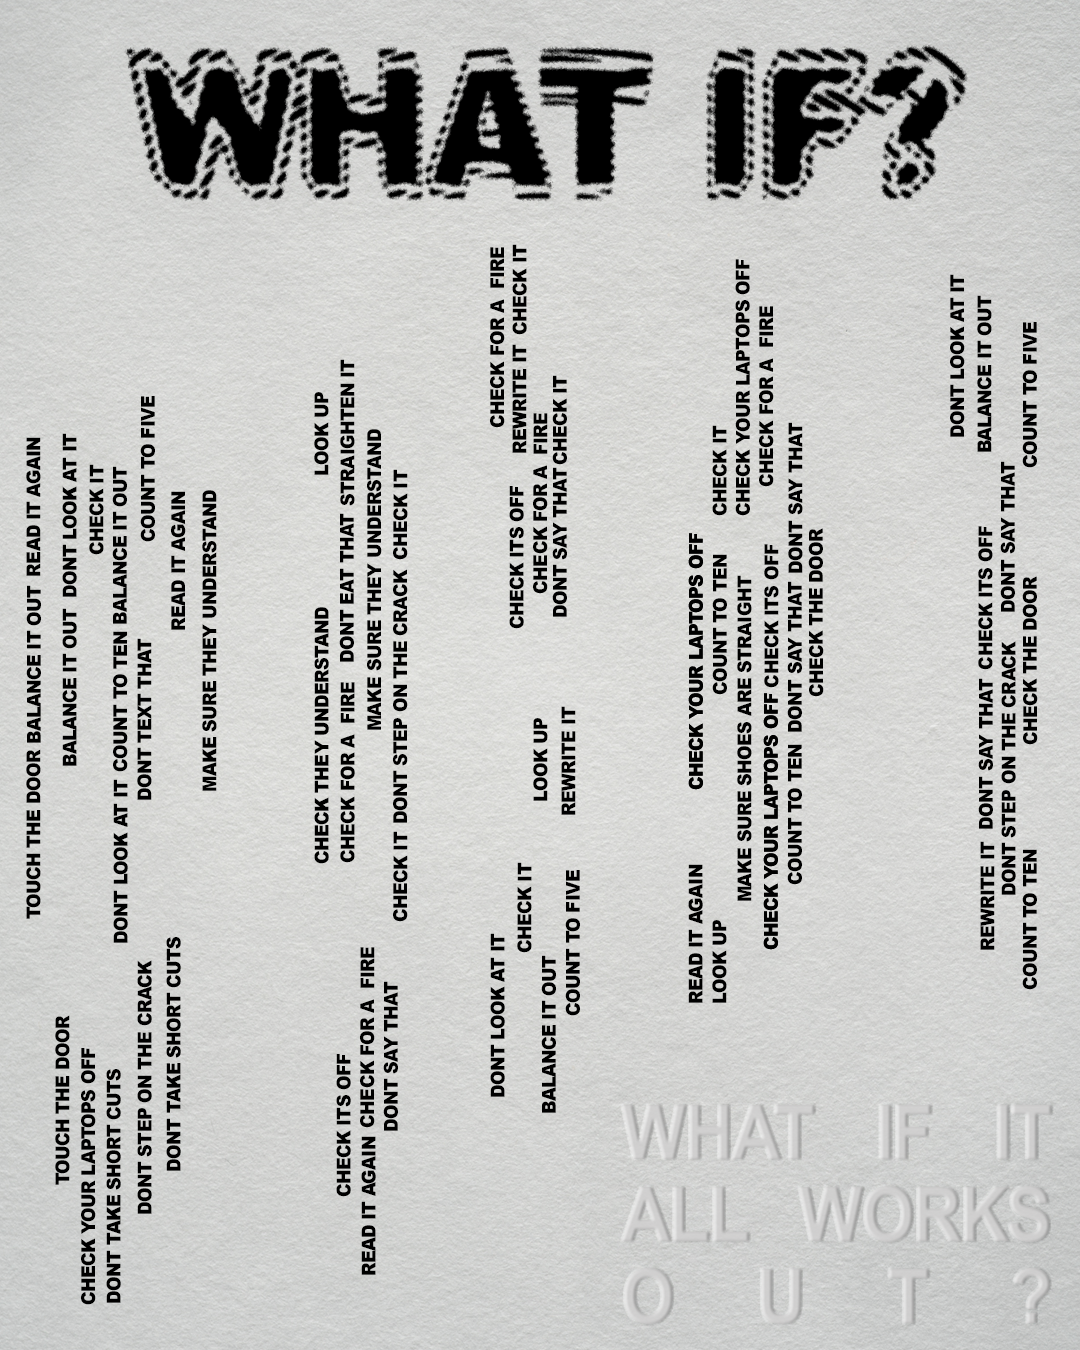 WHAT IF?
TOUCH THE DOOR BALANCE IT OUT READ IT AGAIN
BALANCE IT OUT DONT LOOK AT IT
CHECK IT
DONT LOOK AT IT COUNT TO TEN BALANCE IT OUT
DONT TEXT THAT
COUNT TO FIVE
READ IT AGAIN
MAKE SURE THEY UNDERSTAND
TOUCH THE DOOR
CHECK YOUR LAPTOPS OFF
DONT TAKE SHORT CUTS
DONT STEP ON THE CRACK
DONT TAKE SHORT CUTS
CHECK THEY UNDERSTAND
LOOK UP
CHECK FOR A FIRE DONT EAT THAT STRAIGHTEN IT
MAKE SURE THEY UNDERSTAND
CHECK IT DONT STEP ON THE CRACK CHECK IT
CHECK ITS OFF
READ IT AGAIN CHECK FOR A FIRE
DONT SAY THAT
CHECK FOR A FIRE
REWRITE IT CHECK IT
CHECK ITS OFF
CHECK FOR A FIRE
DONT SAY THAT CHECK IT
LOOK UP
REWRITE IT
DONT LOOK AT IT
CHECK IT
BALANCE IT OUT
COUNT TO FIVE
CHECK YOUR LAPTOPS OFF
COUNT TO TEN
CHECK IT
MAKE SURE SHOES ARE STRAIGHT
CHECK YOUR LAPTOPS OFF
CHECK YOUR LAPTOPS OFF CHECK ITS OFF
CHECK FOR A FIRE
COUNT TO TEN DONT SAY THAT DONT SAY THAT
CHECK THE DOOR
READ IT AGAIN
LOOK UP
DONT LOOK AT IT
BALANCE IT OUT
COUNT TO FIVE
REWRITE IT DONT SAY THAT CHECK ITS OFF
DONT STEP ON THE CRACK DONT SAY THAT
COUNT TO TEN
CHECK THE DOOR
WHAT IF IT
ALL WORKS
OUT?